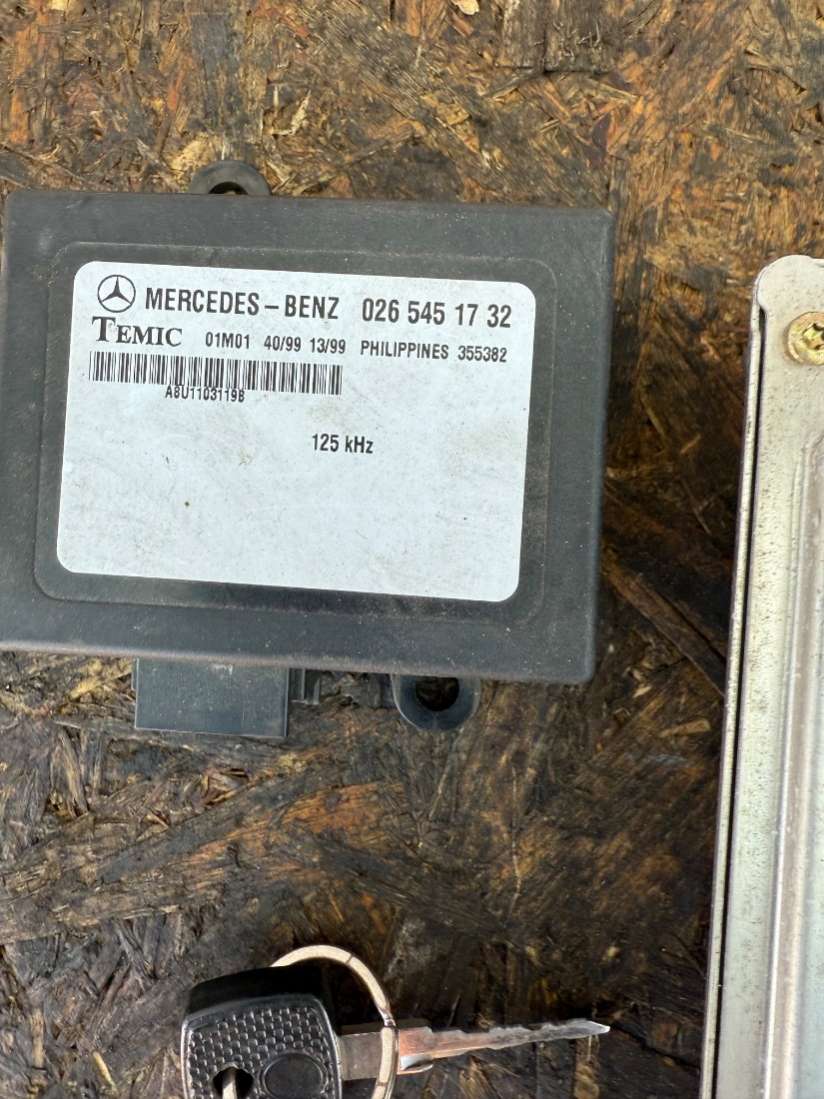 MERCEDES-BENZ 026 545 17 32
TEMIC 01M01 40/99 13/99 PHILIPPINES 355382
A8U1103119B
125 kHz